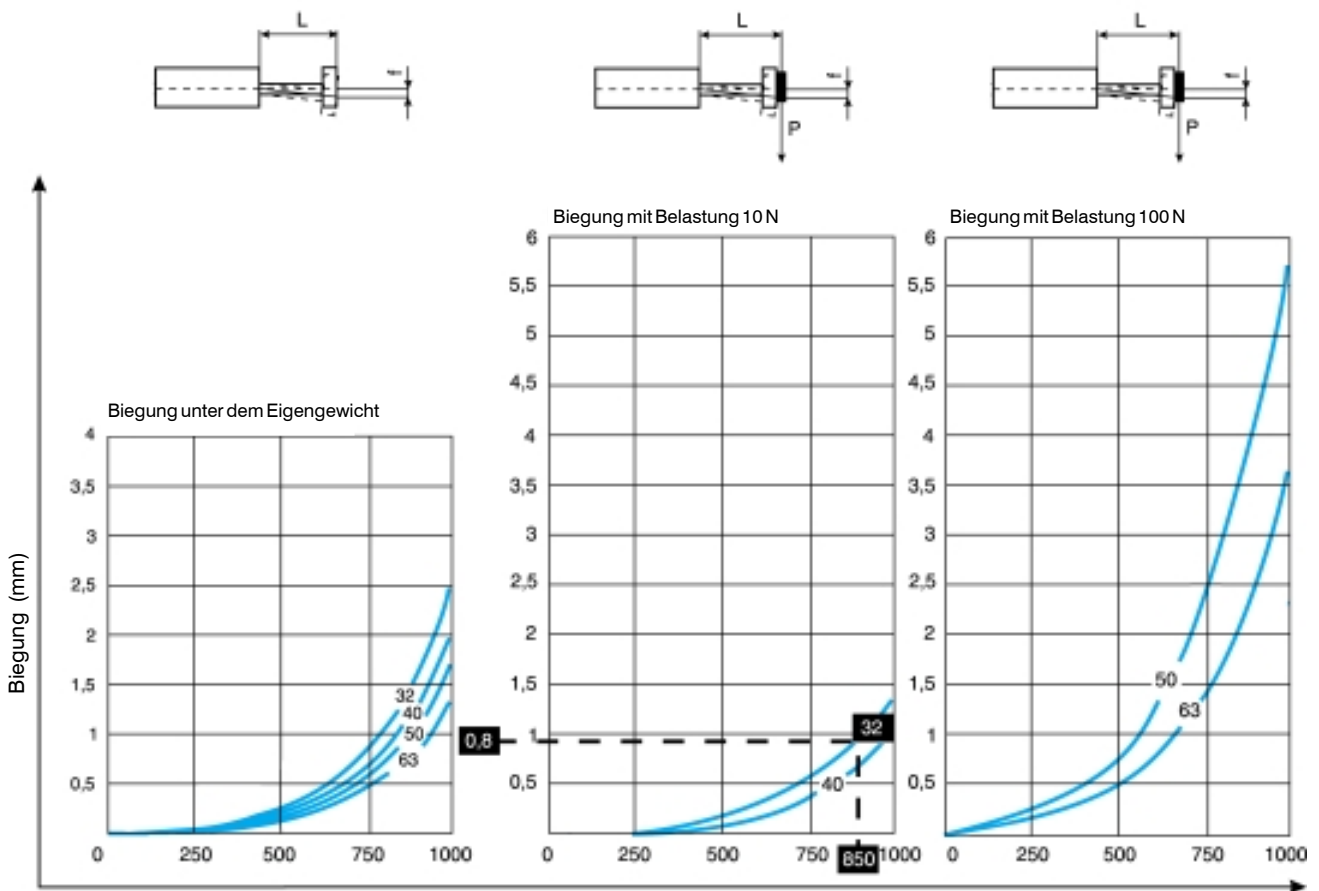 L
f
L
f
P
L
f
P
Biegung (mm)
Biegung unter dem Eigengewicht
4
3,5
3
2,5
2
1,5
1
0,5
0 250 500 750 1000
32
40
50
63
Biegung mit Belastung 10 N
6
5,5
5
4,5
4
3,5
3
2,5
2
1,5
1
0,5
0 250 500 750 1000
0,8
32
40
850
Biegung mit Belastung 100 N
6
5,5
5
4,5
4
3,5
3
2,5
2
1,5
1
0,5
0 250 500 750 1000
50
63